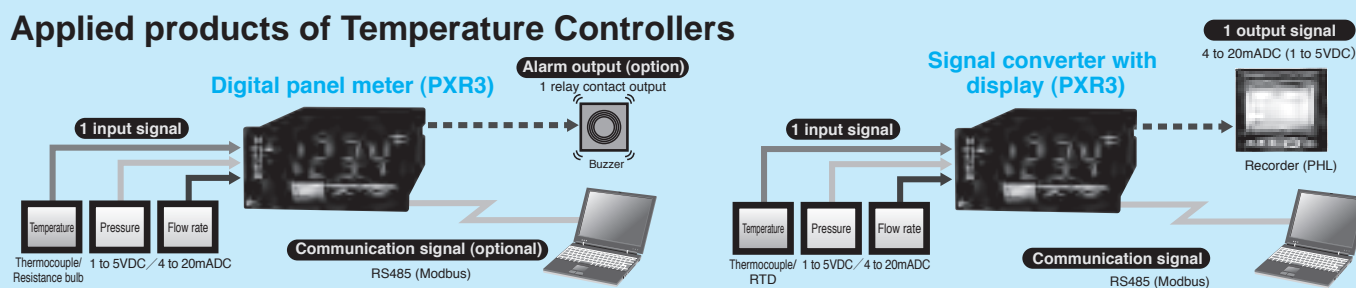 Applied products of Temperature Controllers
Digital panel meter (PXR3)
Alarm output (option)
1 relay contact output
Buzzer
1 input signal
Temperature
Pressure
Flow rate
Thermocouple/
Resistance bulb
1 to 5VDC／4 to 20mADC
Communication signal (optional)
RS485 (Modbus)
Signal converter with
display (PXR3)
1 output signal
4 to 20mADC (1 to 5VDC)
Recorder (PHL)
1 input signal
Temperature
Pressure
Flow rate
Thermocouple/
RTD
1 to 5VDC／4 to 20mADC
Communication signal
RS485 (Modbus)